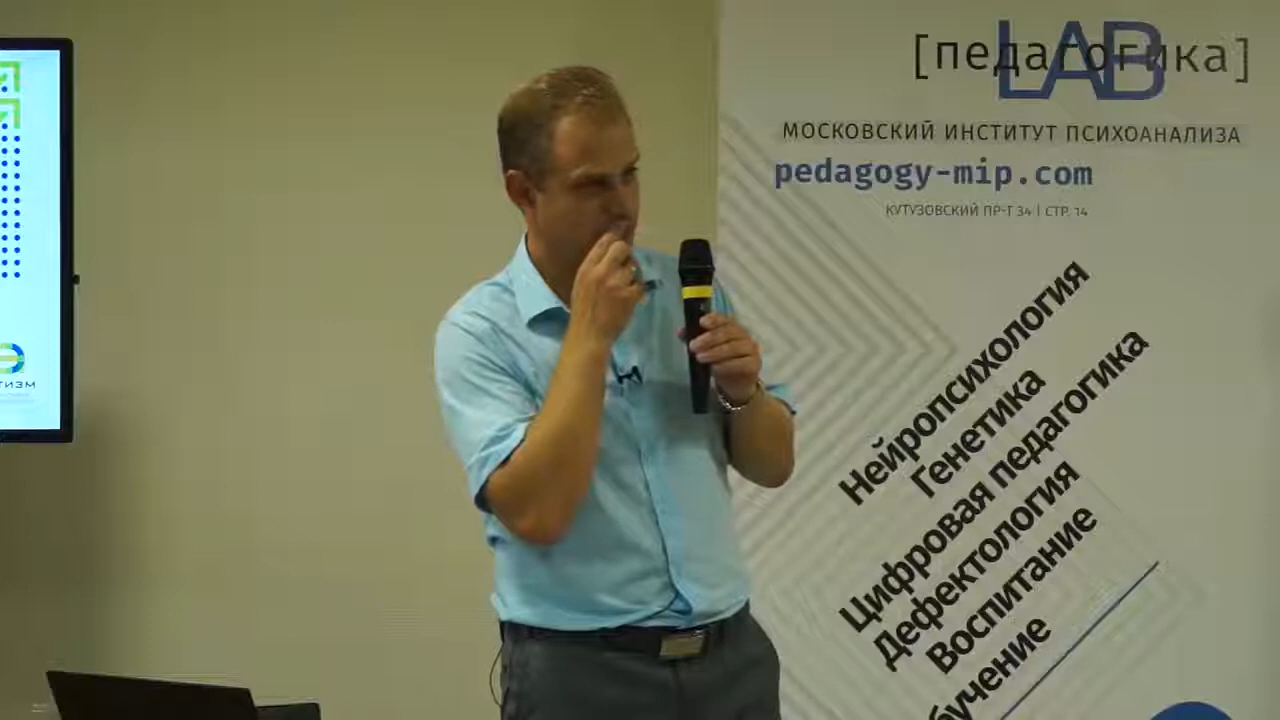 [педагогика]
LAB
МОСКОВСКИЙ ИНСТИТУТ ПСИХОАНАЛИЗА
pedagogy-mip.com
КУТУЗОВСКИЙ ПР-Т 34 | СТР. 14
Нейропсихология
Генетика
Цифровая педагогика
Дефектология
Воспитание
бучение
тизм